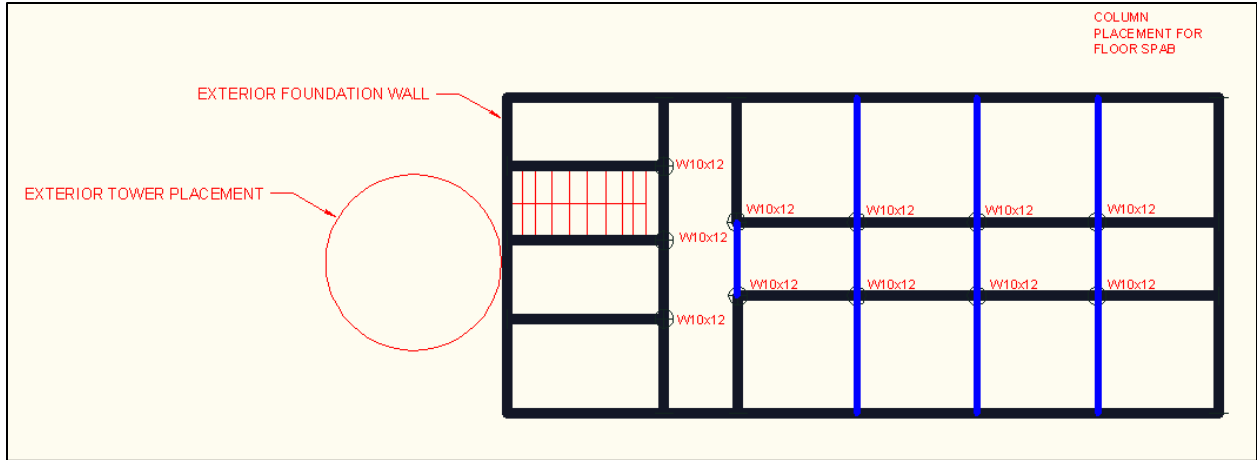 COLUMN
PLACEMENT FOR
FLOOR SPAB
EXTERIOR FOUNDATION WALL
W10x12
EXTERIOR TOWER PLACEMENT
W10x12
W10x12
W10x12
W10x12
W10x12
W10x12
W10x12
W10x12
W10x12
W10x12